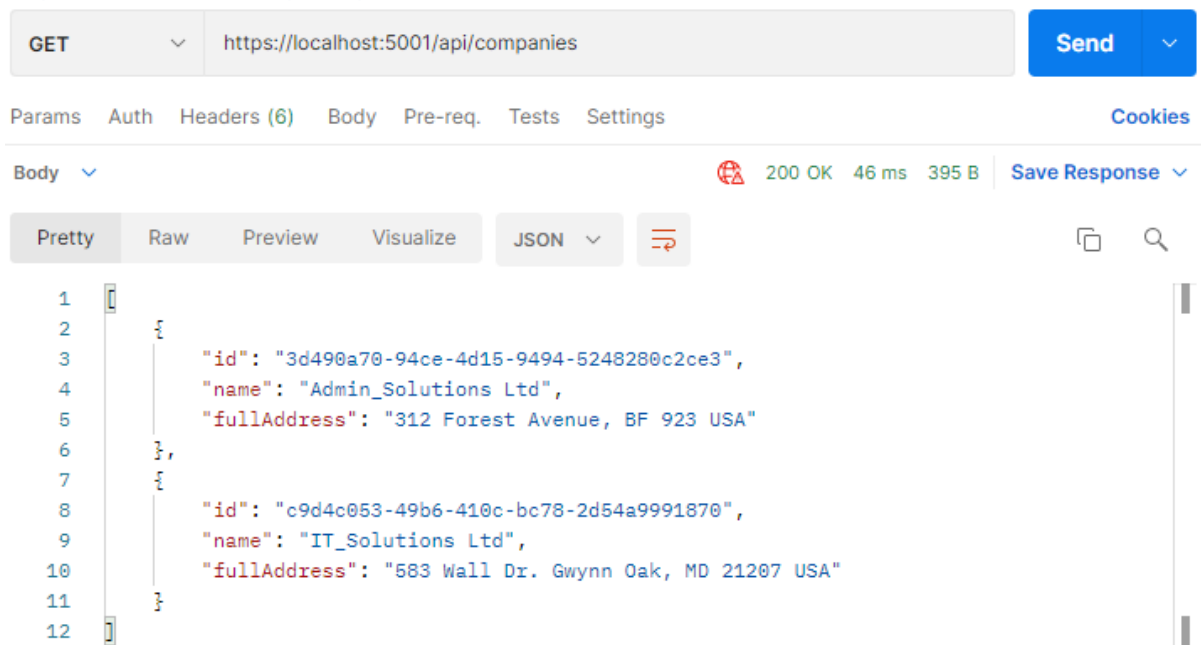 GET https://localhost:5001/api/companies Send
Params Auth Headers (6) Body Pre-req. Tests Settings Cookies
Body 200 OK 46 ms 395 B Save Response
Pretty Raw Preview Visualize JSON
1 [
2 {
3 "id": "3d490a70-94ce-4d15-9494-5248280c2ce3",
4 "name": "Admin_Solutions Ltd",
5 "fullAddress": "312 Forest Avenue, BF 923 USA"
6 },
7 {
8 "id": "c9d4c053-49b6-410c-bc78-2d54a9991870",
9 "name": "IT_Solutions Ltd",
10 "fullAddress": "583 Wall Dr. Gwynn Oak, MD 21207 USA"
11 }
12 ]